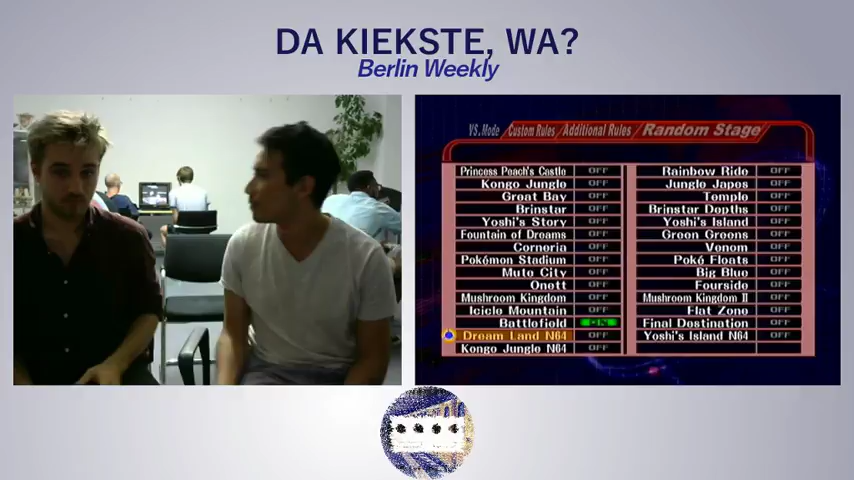 DA KIEKSTE, WA?
Berlin Weekly
VS. Mode / Custom Rules / Additional Rules / Random Stage
Princess Peach's Castle OFF
Kongo Jungle OFF
Great Bay OFF
Brinstar OFF
Yoshi's Story OFF
Fountain of Dreams OFF
Corneria OFF
Pokémon Stadium OFF
Mute City OFF
Onett OFF
Mushroom Kingdom OFF
Icicle Mountain OFF
Battlefield ON
Dream Land N64 OFF
Kongo Jungle N64 OFF
Rainbow Ride OFF
Jungle Japes OFF
Temple OFF
Brinstar Depths OFF
Yoshi's Island OFF
Green Greens OFF
Venom OFF
Poké Floats OFF
Big Blue OFF
Fourside OFF
Mushroom Kingdom II OFF
Flat Zone OFF
Final Destination OFF
Yoshi's Island N64 OFF
OFF